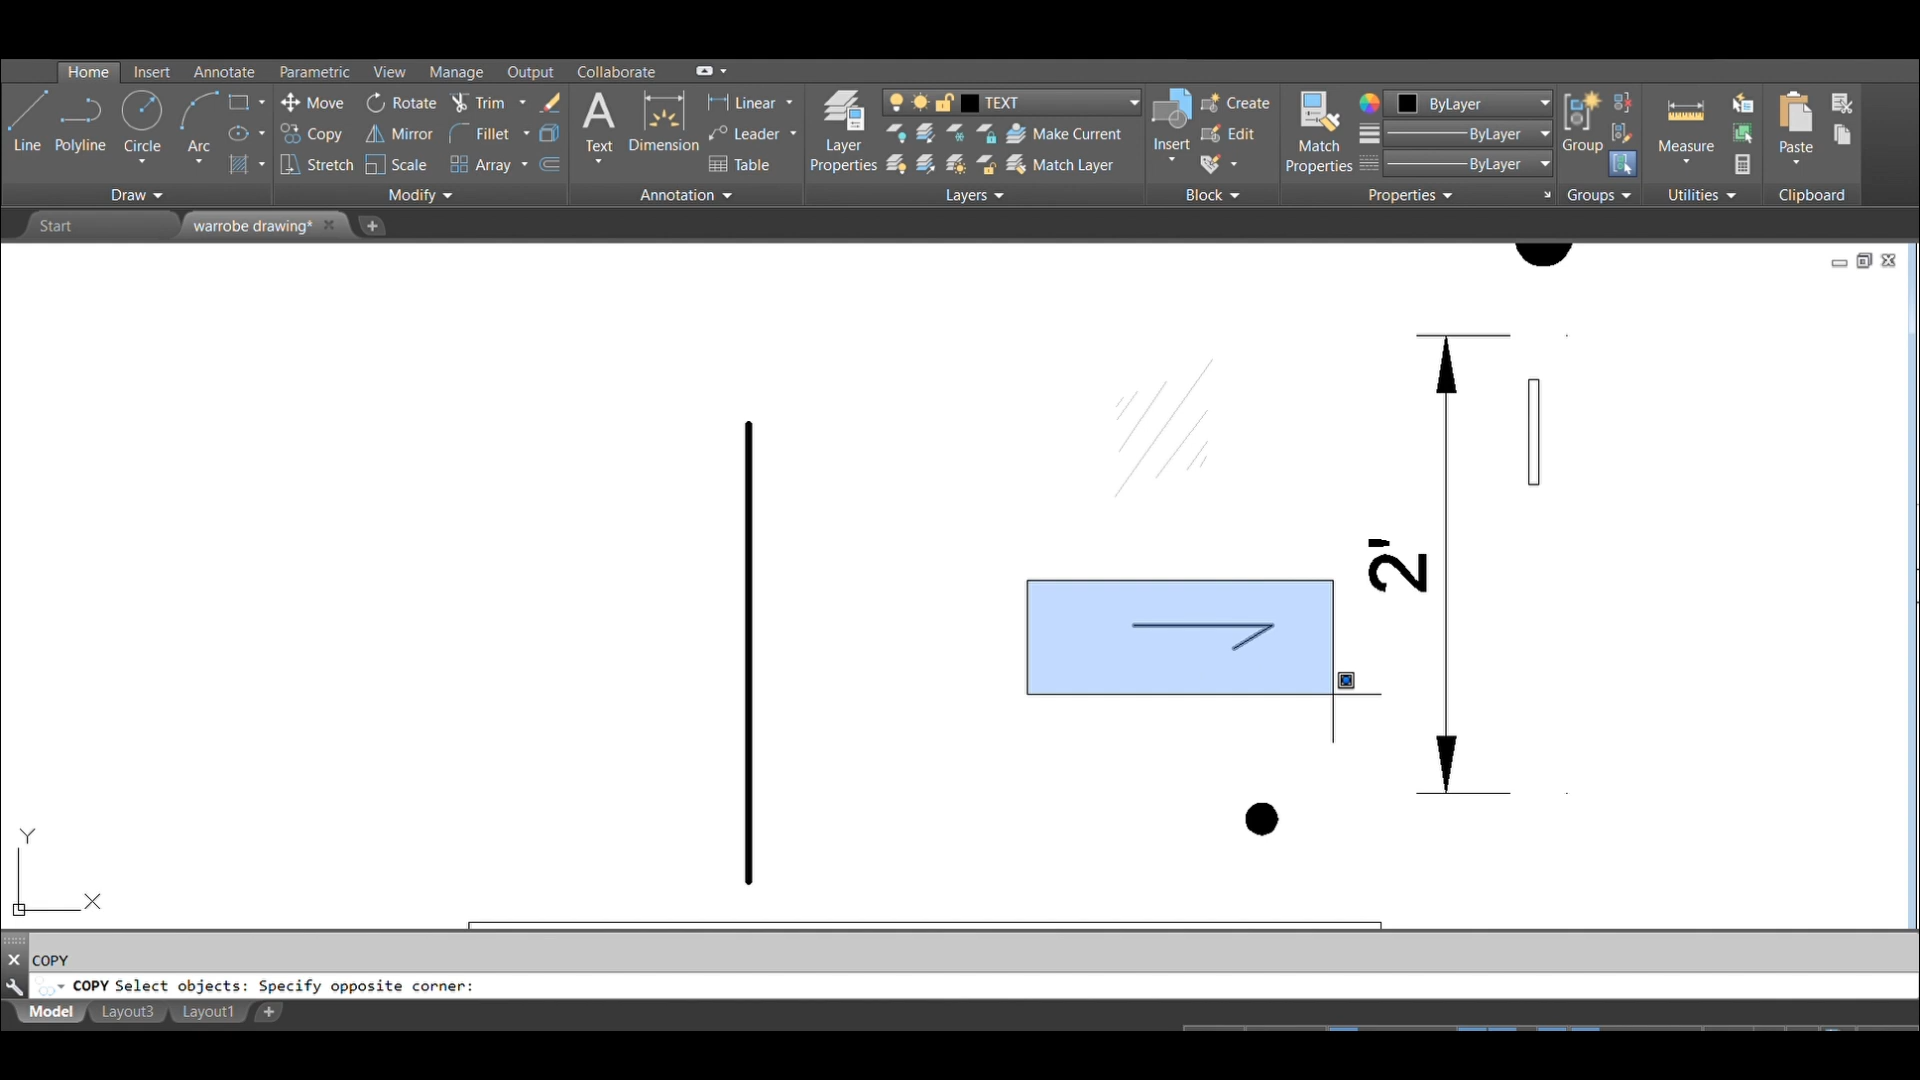 Home Insert Annotate Parametric View Manage Output Collaborate
Line Polyline Circle Arc
Move Rotate Trim
Copy Mirror Fillet
Stretch Scale Array
Text Dimension
Linear
Leader
Table
Layer Properties
TEXT
Make Current
Match Layer
Insert
Create
Edit
Match Properties
ByLayer
ByLayer
ByLayer
Group
Measure
Paste
Draw Modify Annotation Layers Block Properties Groups Utilities Clipboard
Start warrobe drawing*
2'
Y
X
COPY
COPY Select objects: Specify opposite corner:
Model Layout3 Layout1